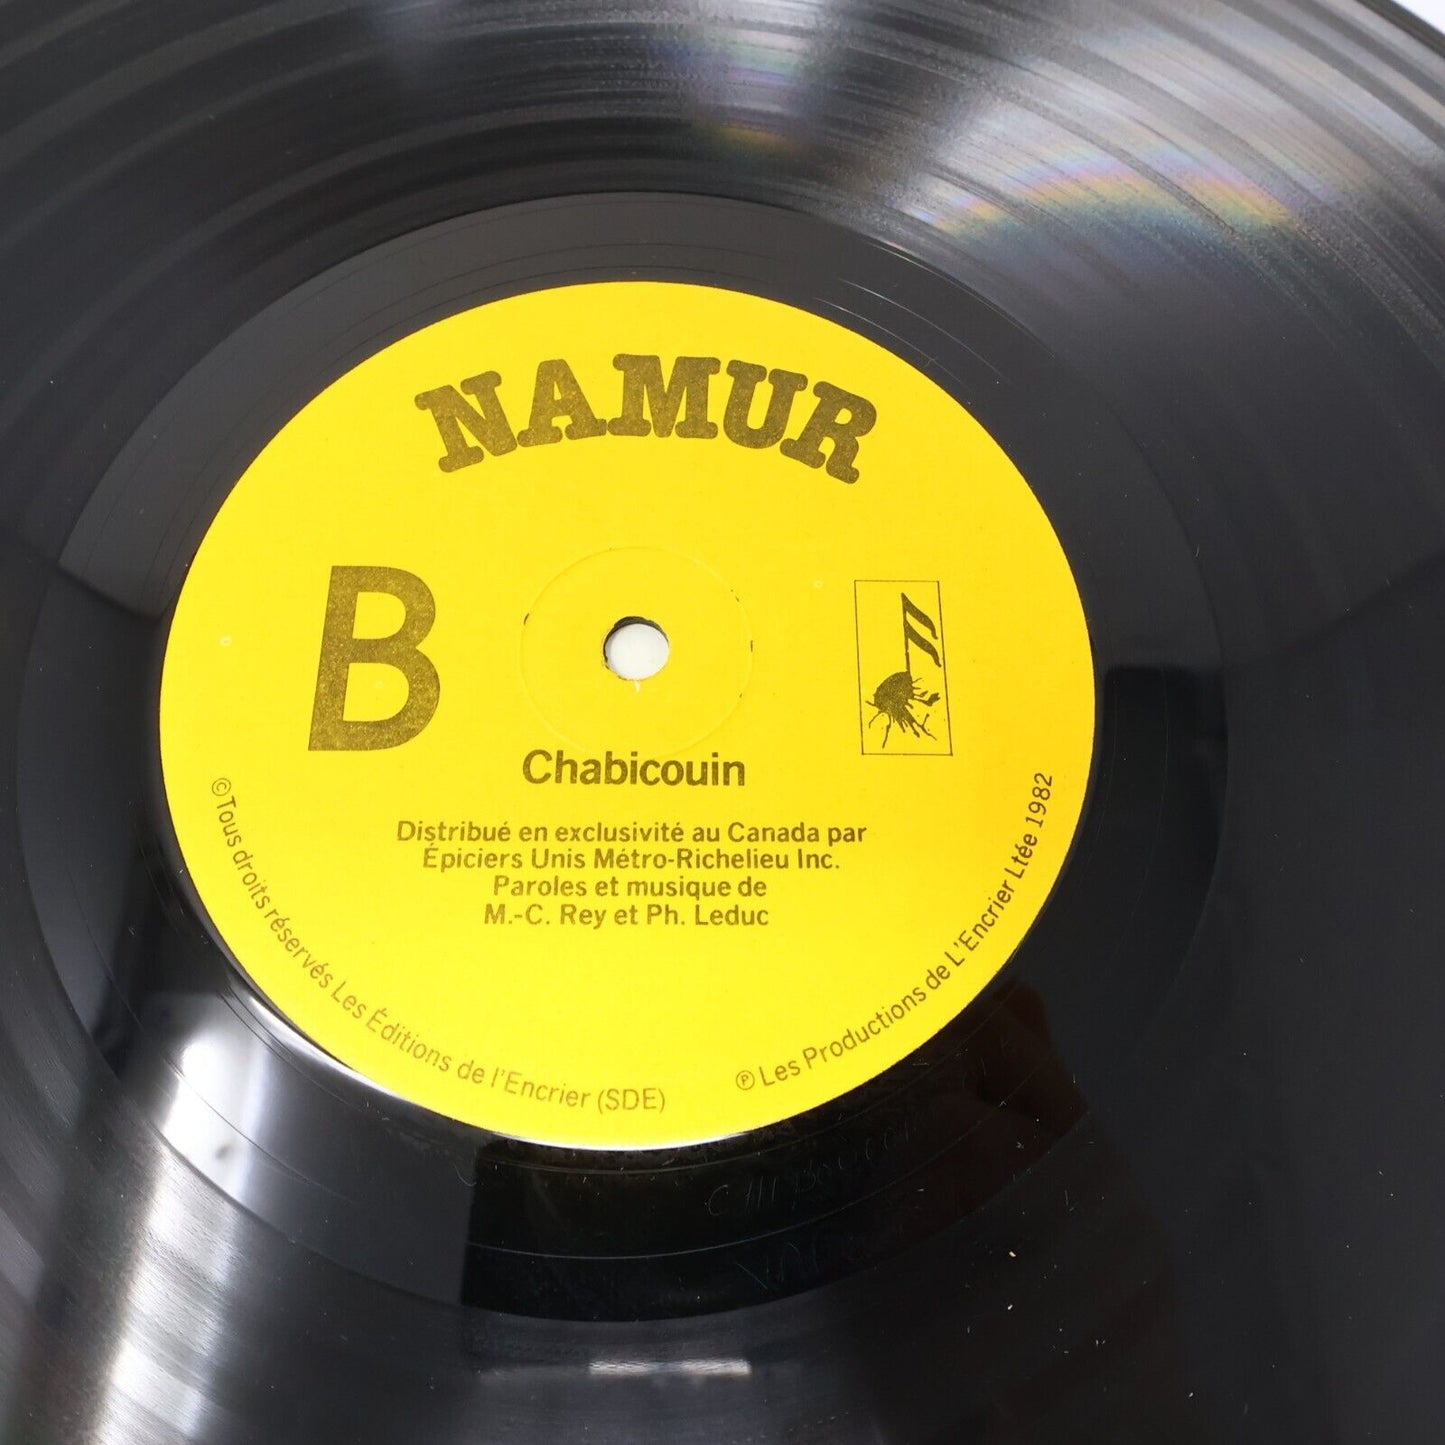 NAMUR
B
Chabicouin
Distribué en exclusivité au Canada par
Épiciers Unis Métro-Richelieu Inc.
Paroles et musique de
M.-C. Rey et Ph. Leduc
©Tous droits réservés Les Éditions de l'Encrier (SDE)
℗Les Productions de L'Encrier Ltée 1982